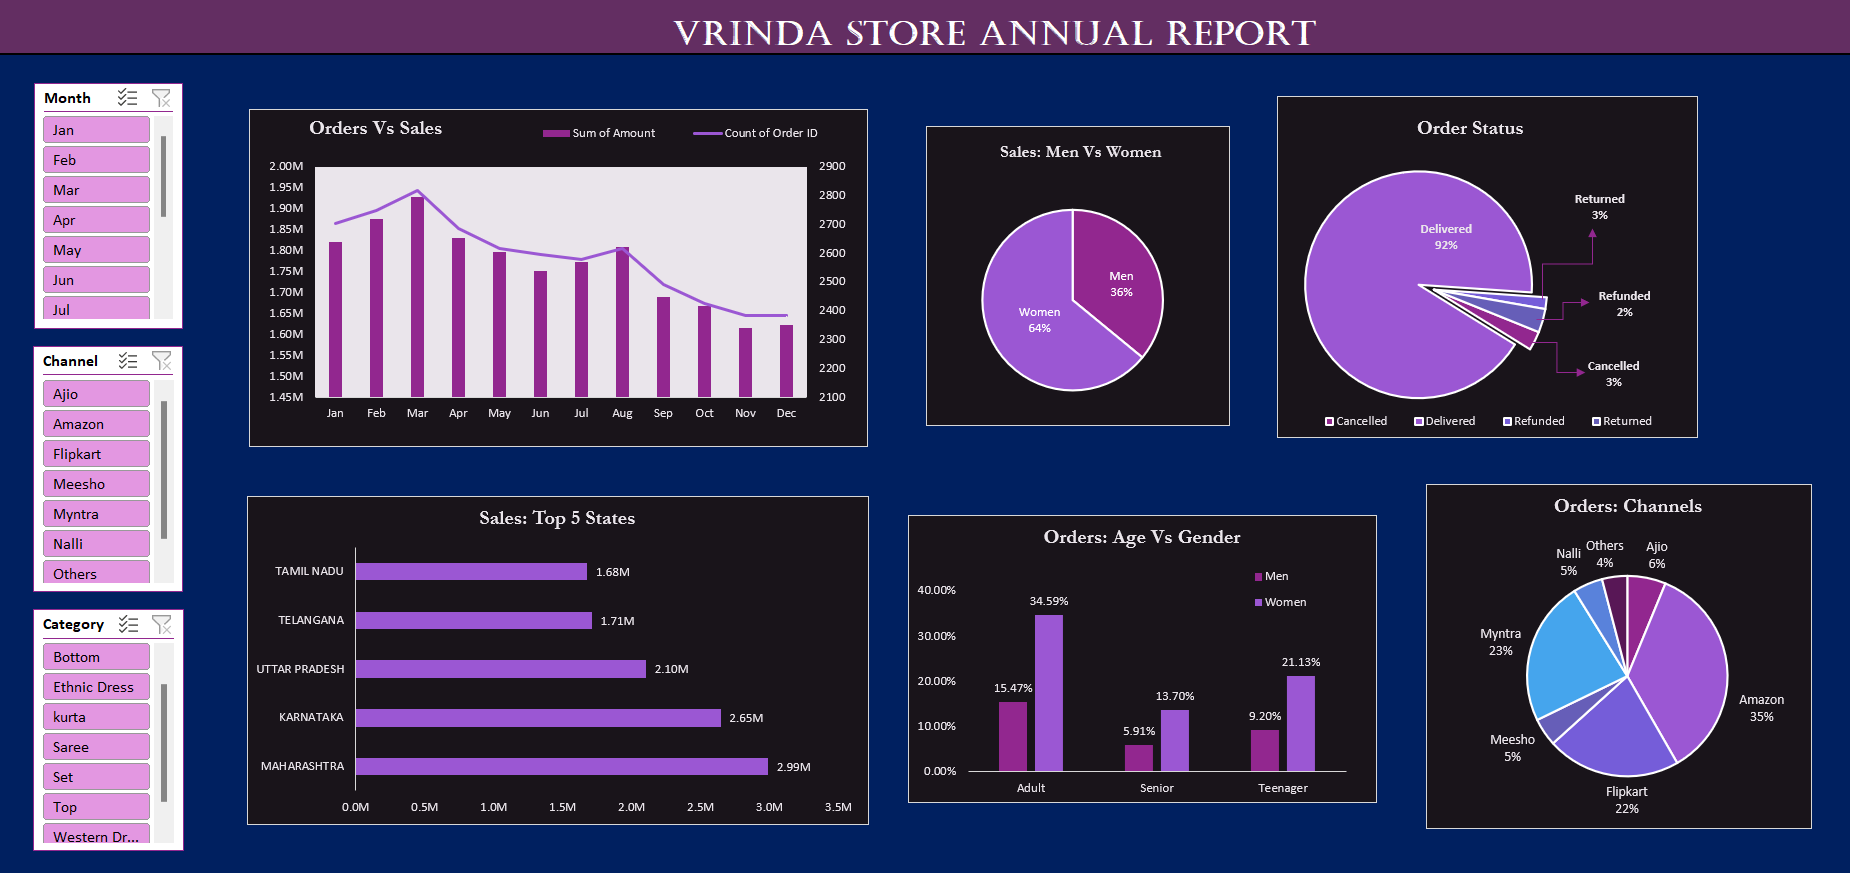 VRINDA STORE ANNUAL REPORT
Month
Jan
Feb
Mar
Apr
May
Jun
Jul
Channel
Ajio
Amazon
Flipkart
Meesho
Myntra
Nalli
Others
Category
Bottom
Ethnic Dress
kurta
Saree
Set
Top
Western Dr...
Orders Vs Sales
Sum of Amount
Count of Order ID
2.00M
1.95M
1.90M
1.85M
1.80M
1.75M
1.70M
1.65M
1.60M
1.55M
1.50M
1.45M
2900
2800
2700
2600
2500
2400
2300
2200
2100
Jan Feb Mar Apr May Jun Jul Aug Sep Oct Nov Dec
Sales: Men Vs Women
Men
36%
Women
64%
Order Status
Delivered
92%
Returned
3%
Refunded
2%
Cancelled
3%
Cancelled Delivered Refunded Returned
Sales: Top 5 States
TAMIL NADU 1.68M
TELANGANA 1.71M
UTTAR PRADESH 2.10M
KARNATAKA 2.65M
MAHARASHTRA 2.99M
0.0M 0.5M 1.0M 1.5M 2.0M 2.5M 3.0M 3.5M
Orders: Age Vs Gender
Men
Women
40.00%
30.00%
20.00%
10.00%
0.00%
15.47%
34.59%
5.91%
13.70%
9.20%
21.13%
Adult Senior Teenager
Orders: Channels
Ajio
6%
Amazon
35%
Flipkart
22%
Meesho
5%
Myntra
23%
Nalli
5%
Others
4%